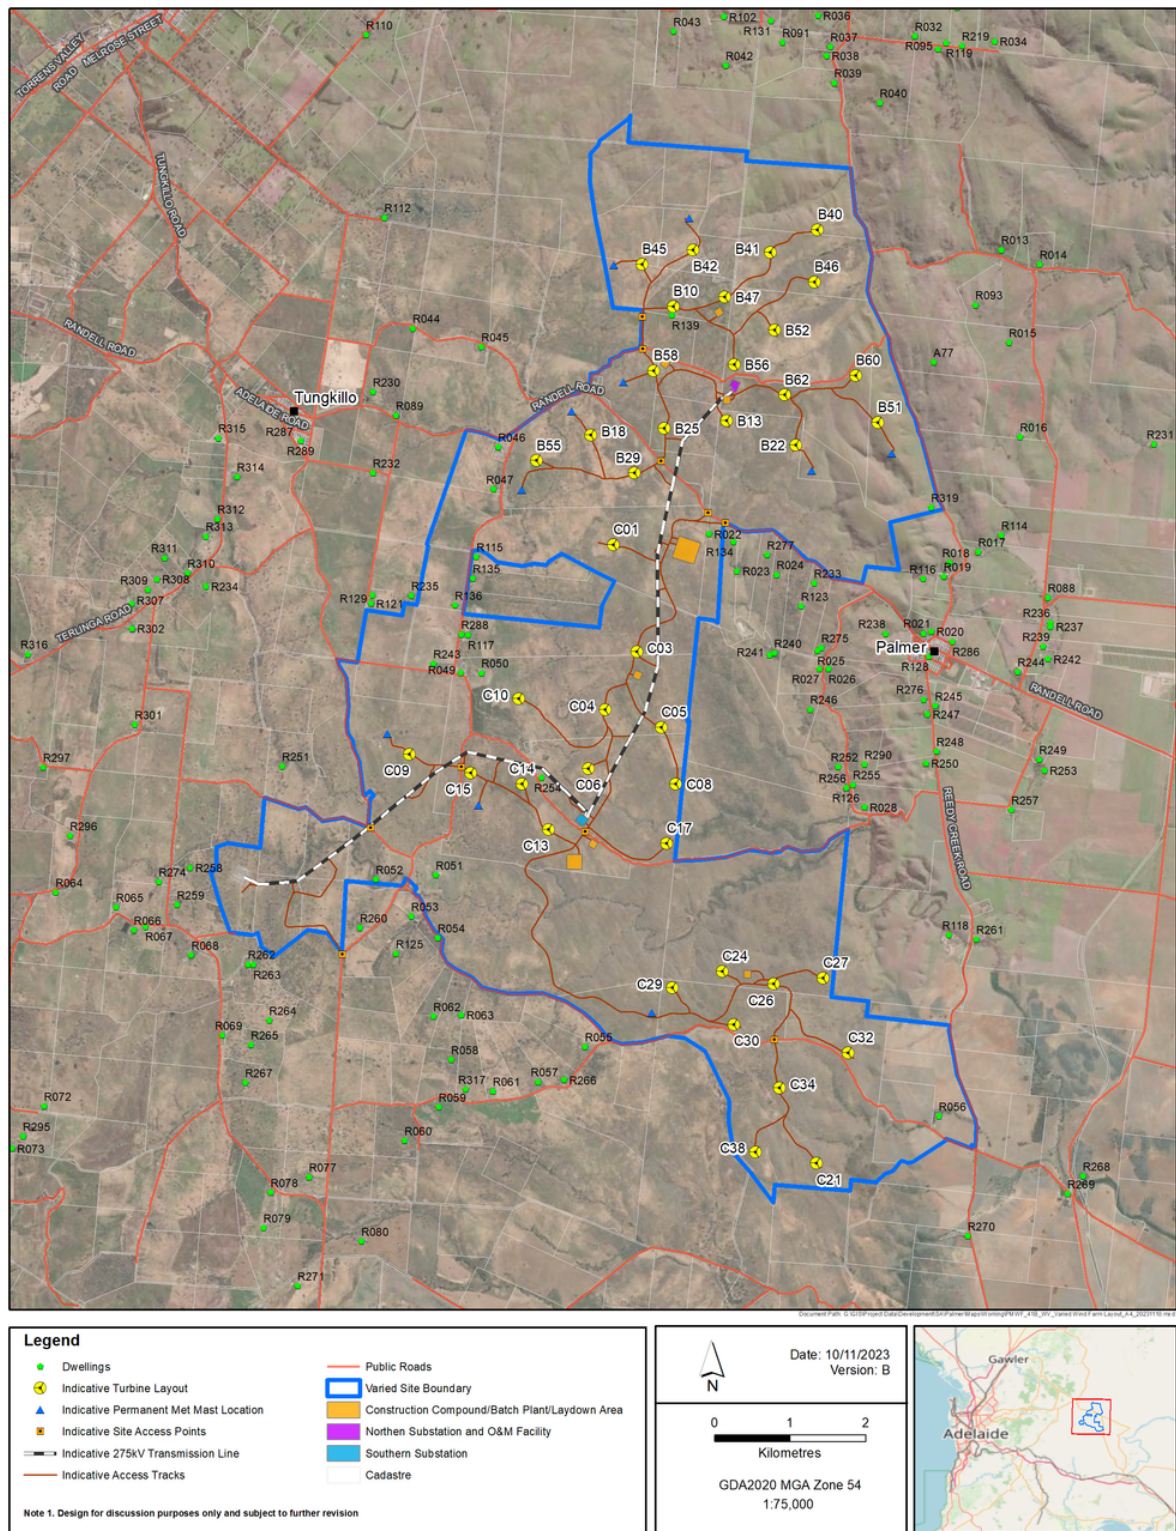 R110
R043
R102
R131
R091
R036
R037
R038
R042
R039
R040
R032
R095
R219
R119
R034
TORRENS VALLEY
ROAD
MELROSE STREET
TUNGKILLO ROAD
R112
B40
B45
B42
B41
B46
R013
R014
B10
B47
R139
R093
RANDELL ROAD
R044
R045
B52
R015
B58
B56
B60
A77
R230
RANDELL ROAD
B62
Tungkillo
ADELAIDE ROAD
R089
R287
R289
R315
R046
B18
B25
B13
B51
R016
R231
B55
B22
R314
R232
B29
R047
R319
R312
R313
C01
R022
R134
R277
R114
R017
R311
R115
R018
R310
R135
R023
R024
R116
R019
R309
R308
R234
R233
R307
R129
R121
R235
R136
R123
R088
TERLINGA ROAD
R302
R288
R117
R238
R021
R020
R236
R237
R316
C03
R241
R240
R275
Palmer
R239
R286
R128
R242
R243
R049
R050
R025
R027
R026
R244
RANDELL ROAD
C10
C04
R276
R245
R246
R247
R301
C05
R297
R251
C09
C14
C06
R248
R249
R252
R290
R250
R253
C15
R254
C08
R256
R255
R126
R028
R257
R296
C13
C17
REEDY CREEK ROAD
R258
R051
R274
R052
R064
R259
R065
R053
R066
R067
R260
R054
R118
R261
R068
R125
R262
R263
C24
C27
C29
C26
R264
R062
R063
R069
R265
C30
C32
R055
R058
R267
R317
R061
R057
R266
C34
R072
R059
R056
R295
R073
R060
C38
C21
R077
R268
R269
R078
R079
R080
R270
R271
Legend
Dwellings
Indicative Turbine Layout
Indicative Permanent Met Mast Location
Indicative Site Access Points
Indicative 275kV Transmission Line
Indicative Access Tracks
Public Roads
Varied Site Boundary
Construction Compound/Batch Plant/Laydown Area
Northen Substation and O&M Facility
Southern Substation
Cadastre
Note 1. Design for discussion purposes only and subject to further revision
N
Date: 10/11/2023
Version: B
0 1 2
Kilometres
GDA2020 MGA Zone 54
1:75,000
Gawler
Adelaide